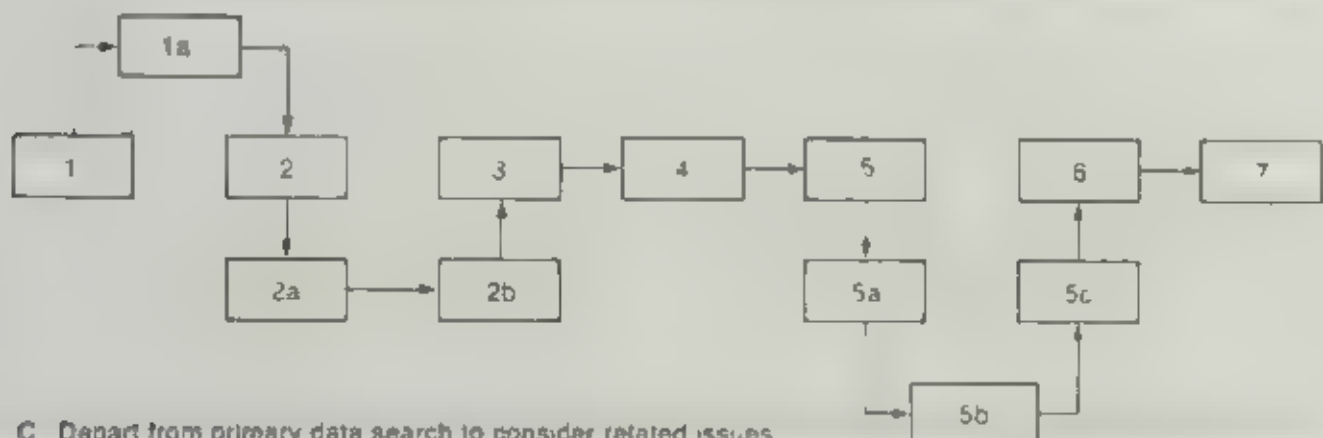 1a
1 2 3 4 5 6 7
2a 2b 5a 5c
5b
C Depart from primary data search to consider related issues